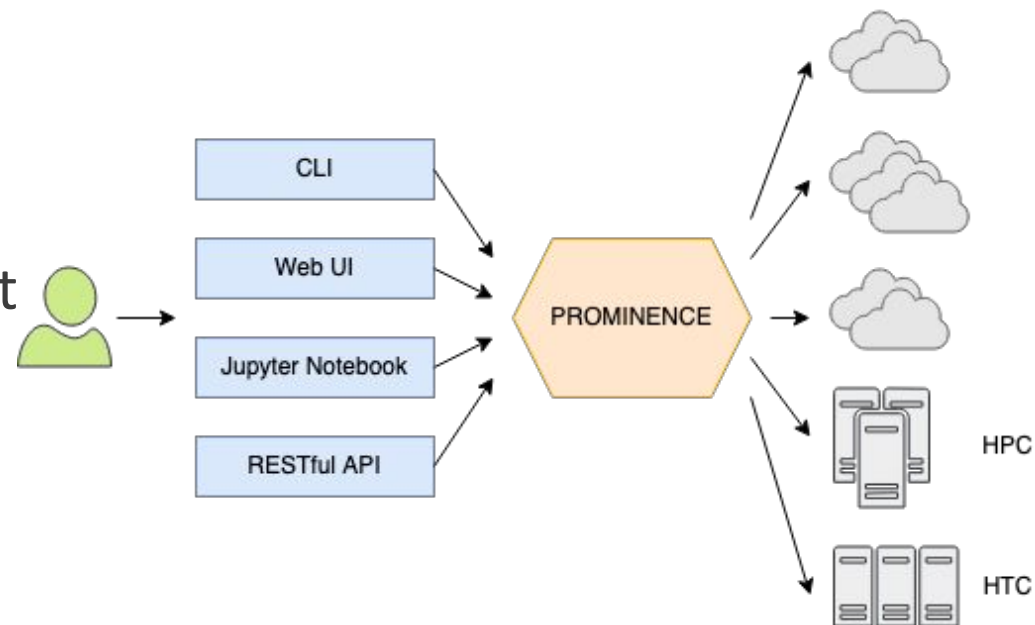 CLI
Web UI
t
Jupyter Notebook
RESTful API
PROMINENCE
HPC
HTC